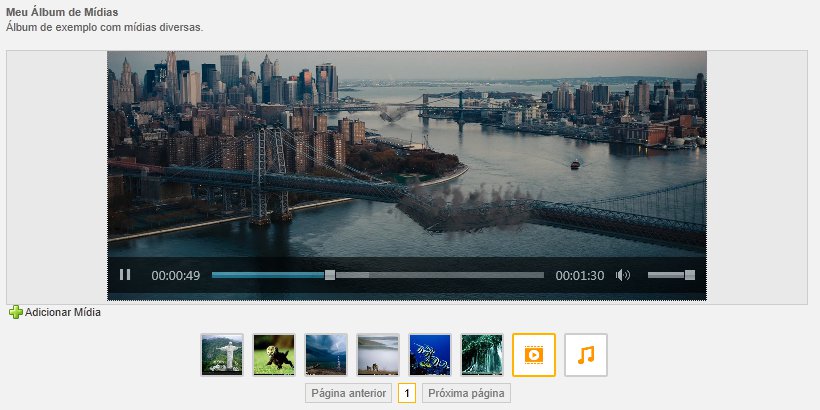 Meu Álbum de Mídias
Álbum de exemplo com mídias diversas.
00:00:49 00:01:30
Adicionar Mídia
Página anterior 1 Próxima página